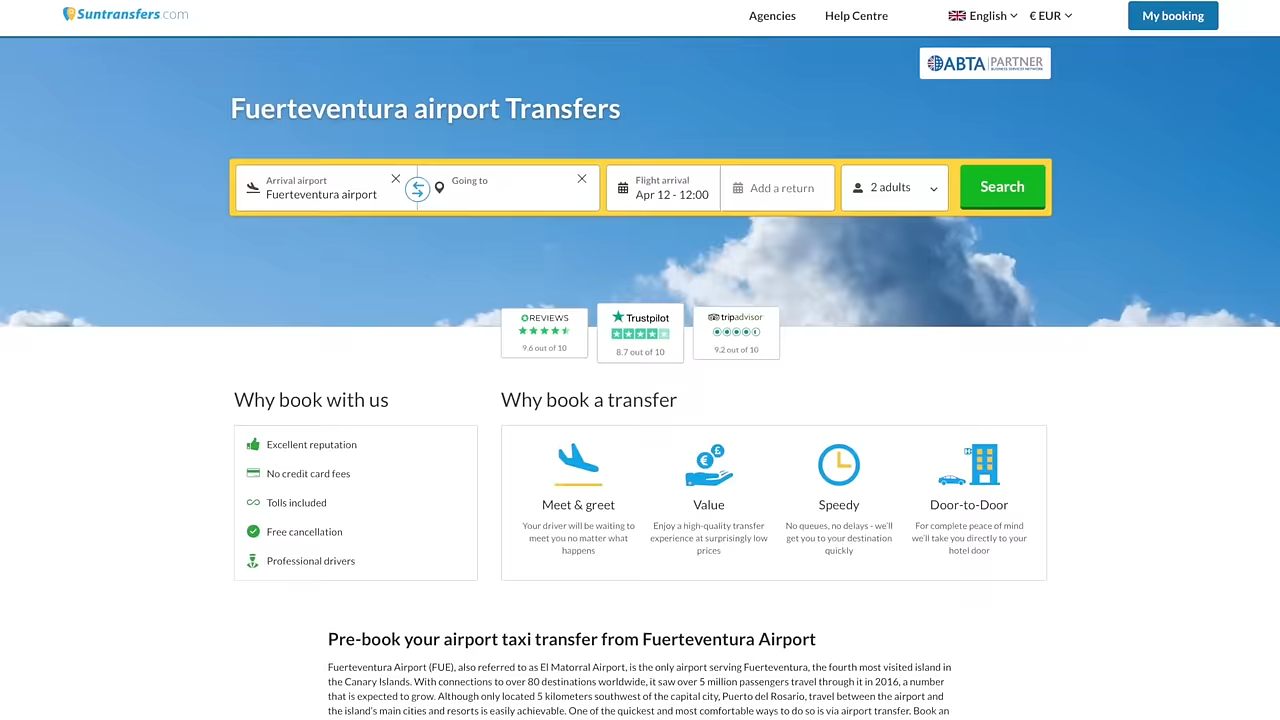 Suntransfers.com
Agencies
Help Centre
English
€ EUR
My booking
ABTA PARTNER
BUSINESS SERVICES NETWORK
Fuerteventura airport Transfers
Arrival airport
Fuerteventura airport
Going to
Flight arrival
Apr 12 - 12:00
Add a return
2 adults
Search
REVIEWS
9.6 out of 10
Trustpilot
8.7 out of 10
tripadvisor
9.2 out of 10
Why book with us
Excellent reputation
No credit card fees
Tolls included
Free cancellation
Professional drivers
Why book a transfer
Meet & greet
Your driver will be waiting to
meet you no matter what
happens
Value
Enjoy a high-quality transfer
experience at surprisingly low
prices
Speedy
No queues, no delays - we'll
get you to your destination
quickly
Door-to-Door
For complete peace of mind
we'll take you directly to your
hotel door
Pre-book your airport taxi transfer from Fuerteventura Airport
Fuerteventura Airport (FUE), also referred to as El Matorral Airport, is the only airport serving Fuerteventura, the fourth most visited island in
the Canary Islands. With connections to over 80 destinations worldwide, it saw over 5 million passengers travel through it in 2016, a number
that is expected to grow. Although only located 5 kilometers southwest of the capital city, Puerto del Rosario, travel between the airport and
the island's main cities and resorts is easily achievable. One of the quickest and most comfortable ways to do so is via airport transfer. Book an